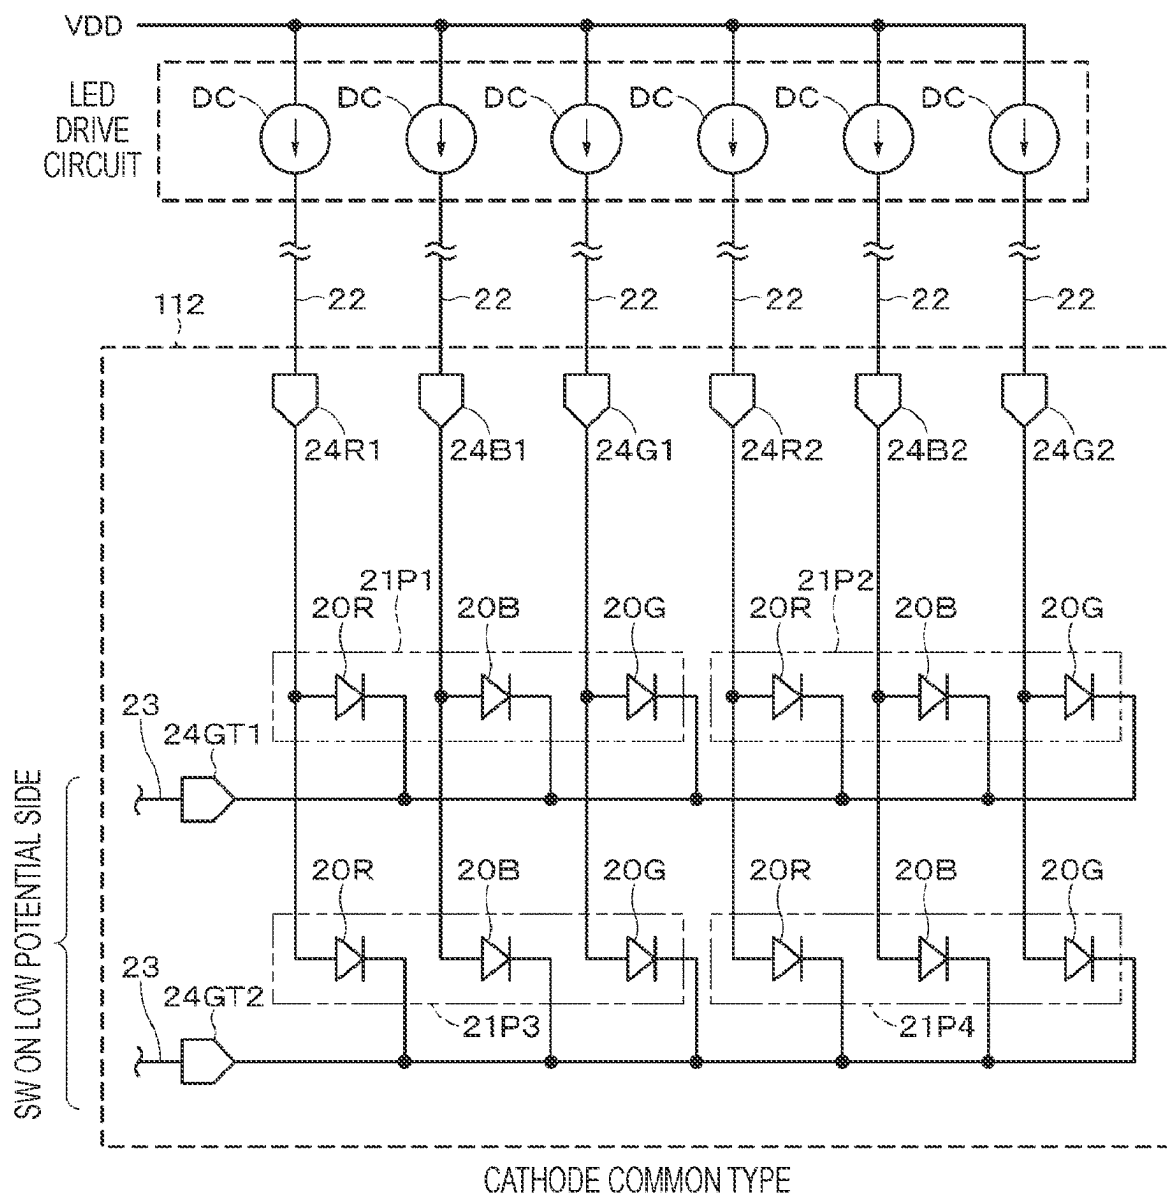 VDD
LED
DRIVE
CIRCUIT
DC DC DC DC DC DC
112
22 22 22 22 22 22
24R1 24B1 24G1 24R2 24B2 24G2
21P1 21P2
20R 20B 20G 20R 20B 20G
23
24GT1
SW ON LOW POTENTIAL SIDE
20R 20B 20G 20R 20B 20G
23
24GT2
21P3 21P4
CATHODE COMMON TYPE